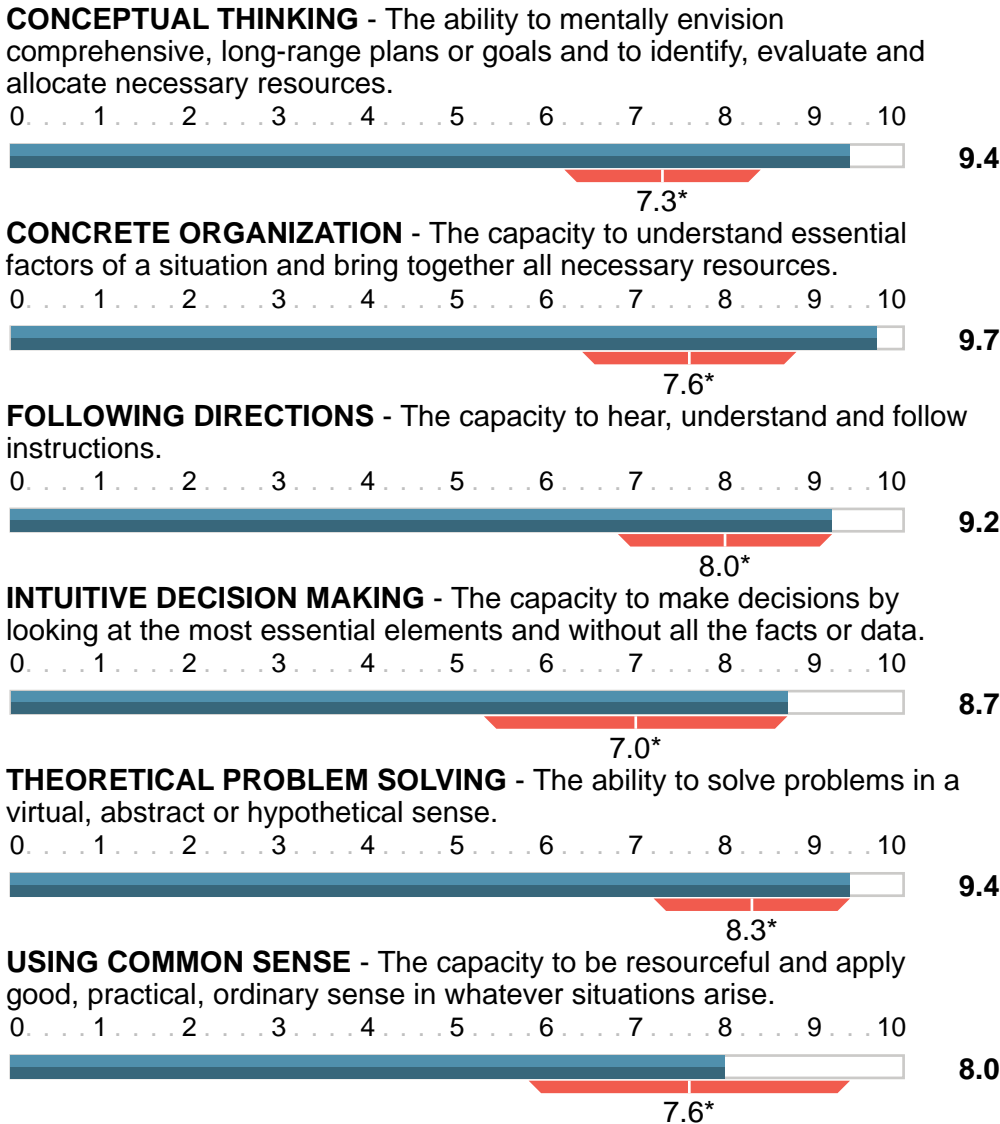 CONCEPTUAL THINKING - The ability to mentally envision
comprehensive, long-range plans or goals and to identify, evaluate and
allocate necessary resources.
0. . . . 1. . . . 2. . . . 3. . . . 4. . . . 5. . . . 6. . . . 7. . . . 8. . . . 9. . . 10
9.4
7.3*
CONCRETE ORGANIZATION - The capacity to understand essential
factors of a situation and bring together all necessary resources.
0. . . . 1. . . . 2. . . . 3. . . . 4. . . . 5. . . . 6. . . . 7. . . . 8. . . . 9. . . 10
9.7
7.6*
FOLLOWING DIRECTIONS - The capacity to hear, understand and follow
instructions.
0. . . . 1. . . . 2. . . . 3. . . . 4. . . . 5. . . . 6. . . . 7. . . . 8. . . . 9. . . 10
9.2
8.0*
INTUITIVE DECISION MAKING - The capacity to make decisions by
looking at the most essential elements and without all the facts or data.
0. . . . 1. . . . 2. . . . 3. . . . 4. . . . 5. . . . 6. . . . 7. . . . 8. . . . 9. . . 10
8.7
7.0*
THEORETICAL PROBLEM SOLVING - The ability to solve problems in a
virtual, abstract or hypothetical sense.
0. . . . 1. . . . 2. . . . 3. . . . 4. . . . 5. . . . 6. . . . 7. . . . 8. . . . 9. . . 10
9.4
8.3*
USING COMMON SENSE - The capacity to be resourceful and apply
good, practical, ordinary sense in whatever situations arise.
0. . . . 1. . . . 2. . . . 3. . . . 4. . . . 5. . . . 6. . . . 7. . . . 8. . . . 9. . . 10
8.0
7.6*